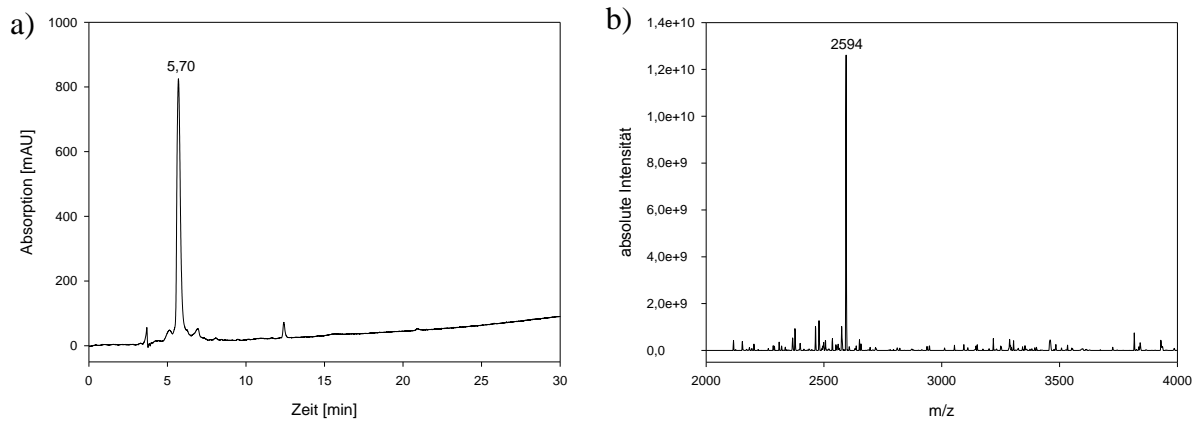 a)
1000
800
600
400
200
0
Absorption [mAU]
5,70
0 5 10 15 20 25 30
Zeit [min]
b)
1,4e+10
1,2e+10
1,0e+10
8,0e+9
6,0e+9
4,0e+9
2,0e+9
0,0
absolute Intensität
2594
2000 2500 3000 3500 4000
m/z